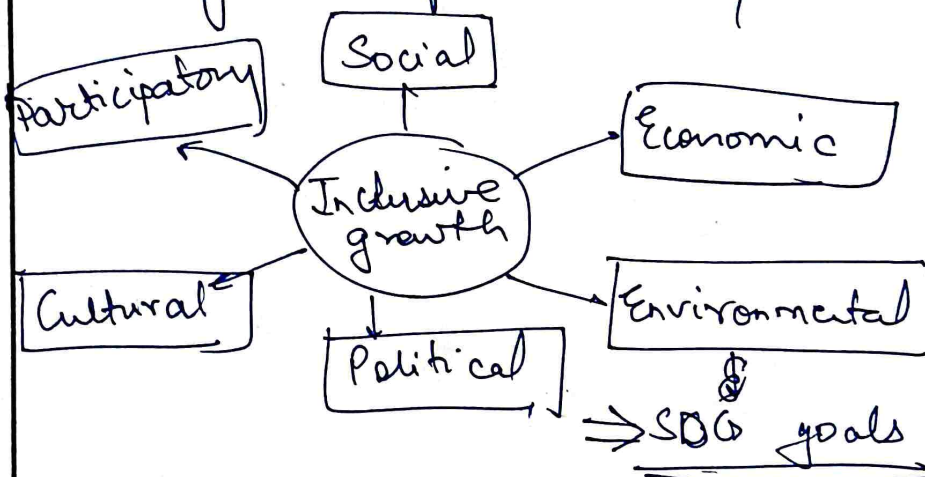 Social
Participatory
Economic
Inclusive
growth
Cultural
Environmental
Political
⇒ SDG goals